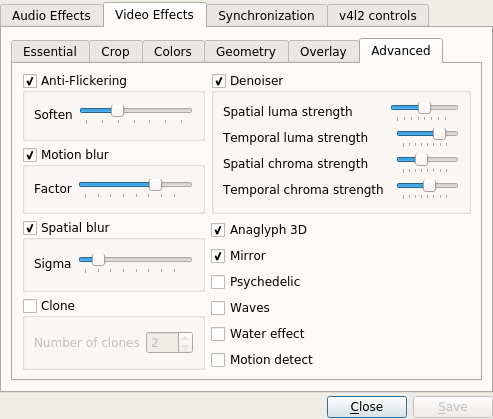 Audio Effects Video Effects Synchronization v4l2 controls
Essential Crop Colors Geometry Overlay Advanced
Anti-Flickering
Soften
Motion blur
Factor
Spatial blur
Sigma
Clone
Number of clones 2
Denoiser
Spatial luma strength
Temporal luma strength
Spatial chroma strength
Temporal chroma strength
Anaglyph 3D
Mirror
Psychedelic
Waves
Water effect
Motion detect
Close Save